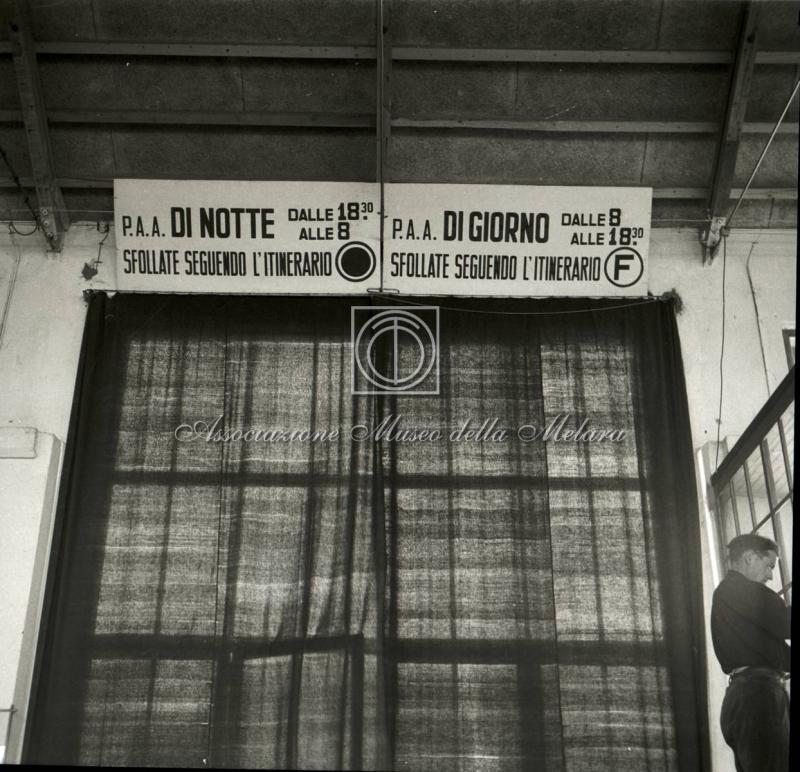 P.A.A. DI NOTTE DALLE 18.30 ALLE 8
SFOLLATE SEGUENDO L'ITINERARIO
P.A.A. DI GIORNO DALLE 8 ALLE 18.30
SFOLLATE SEGUENDO L'ITINERARIO F
Associazione Museo della Melara